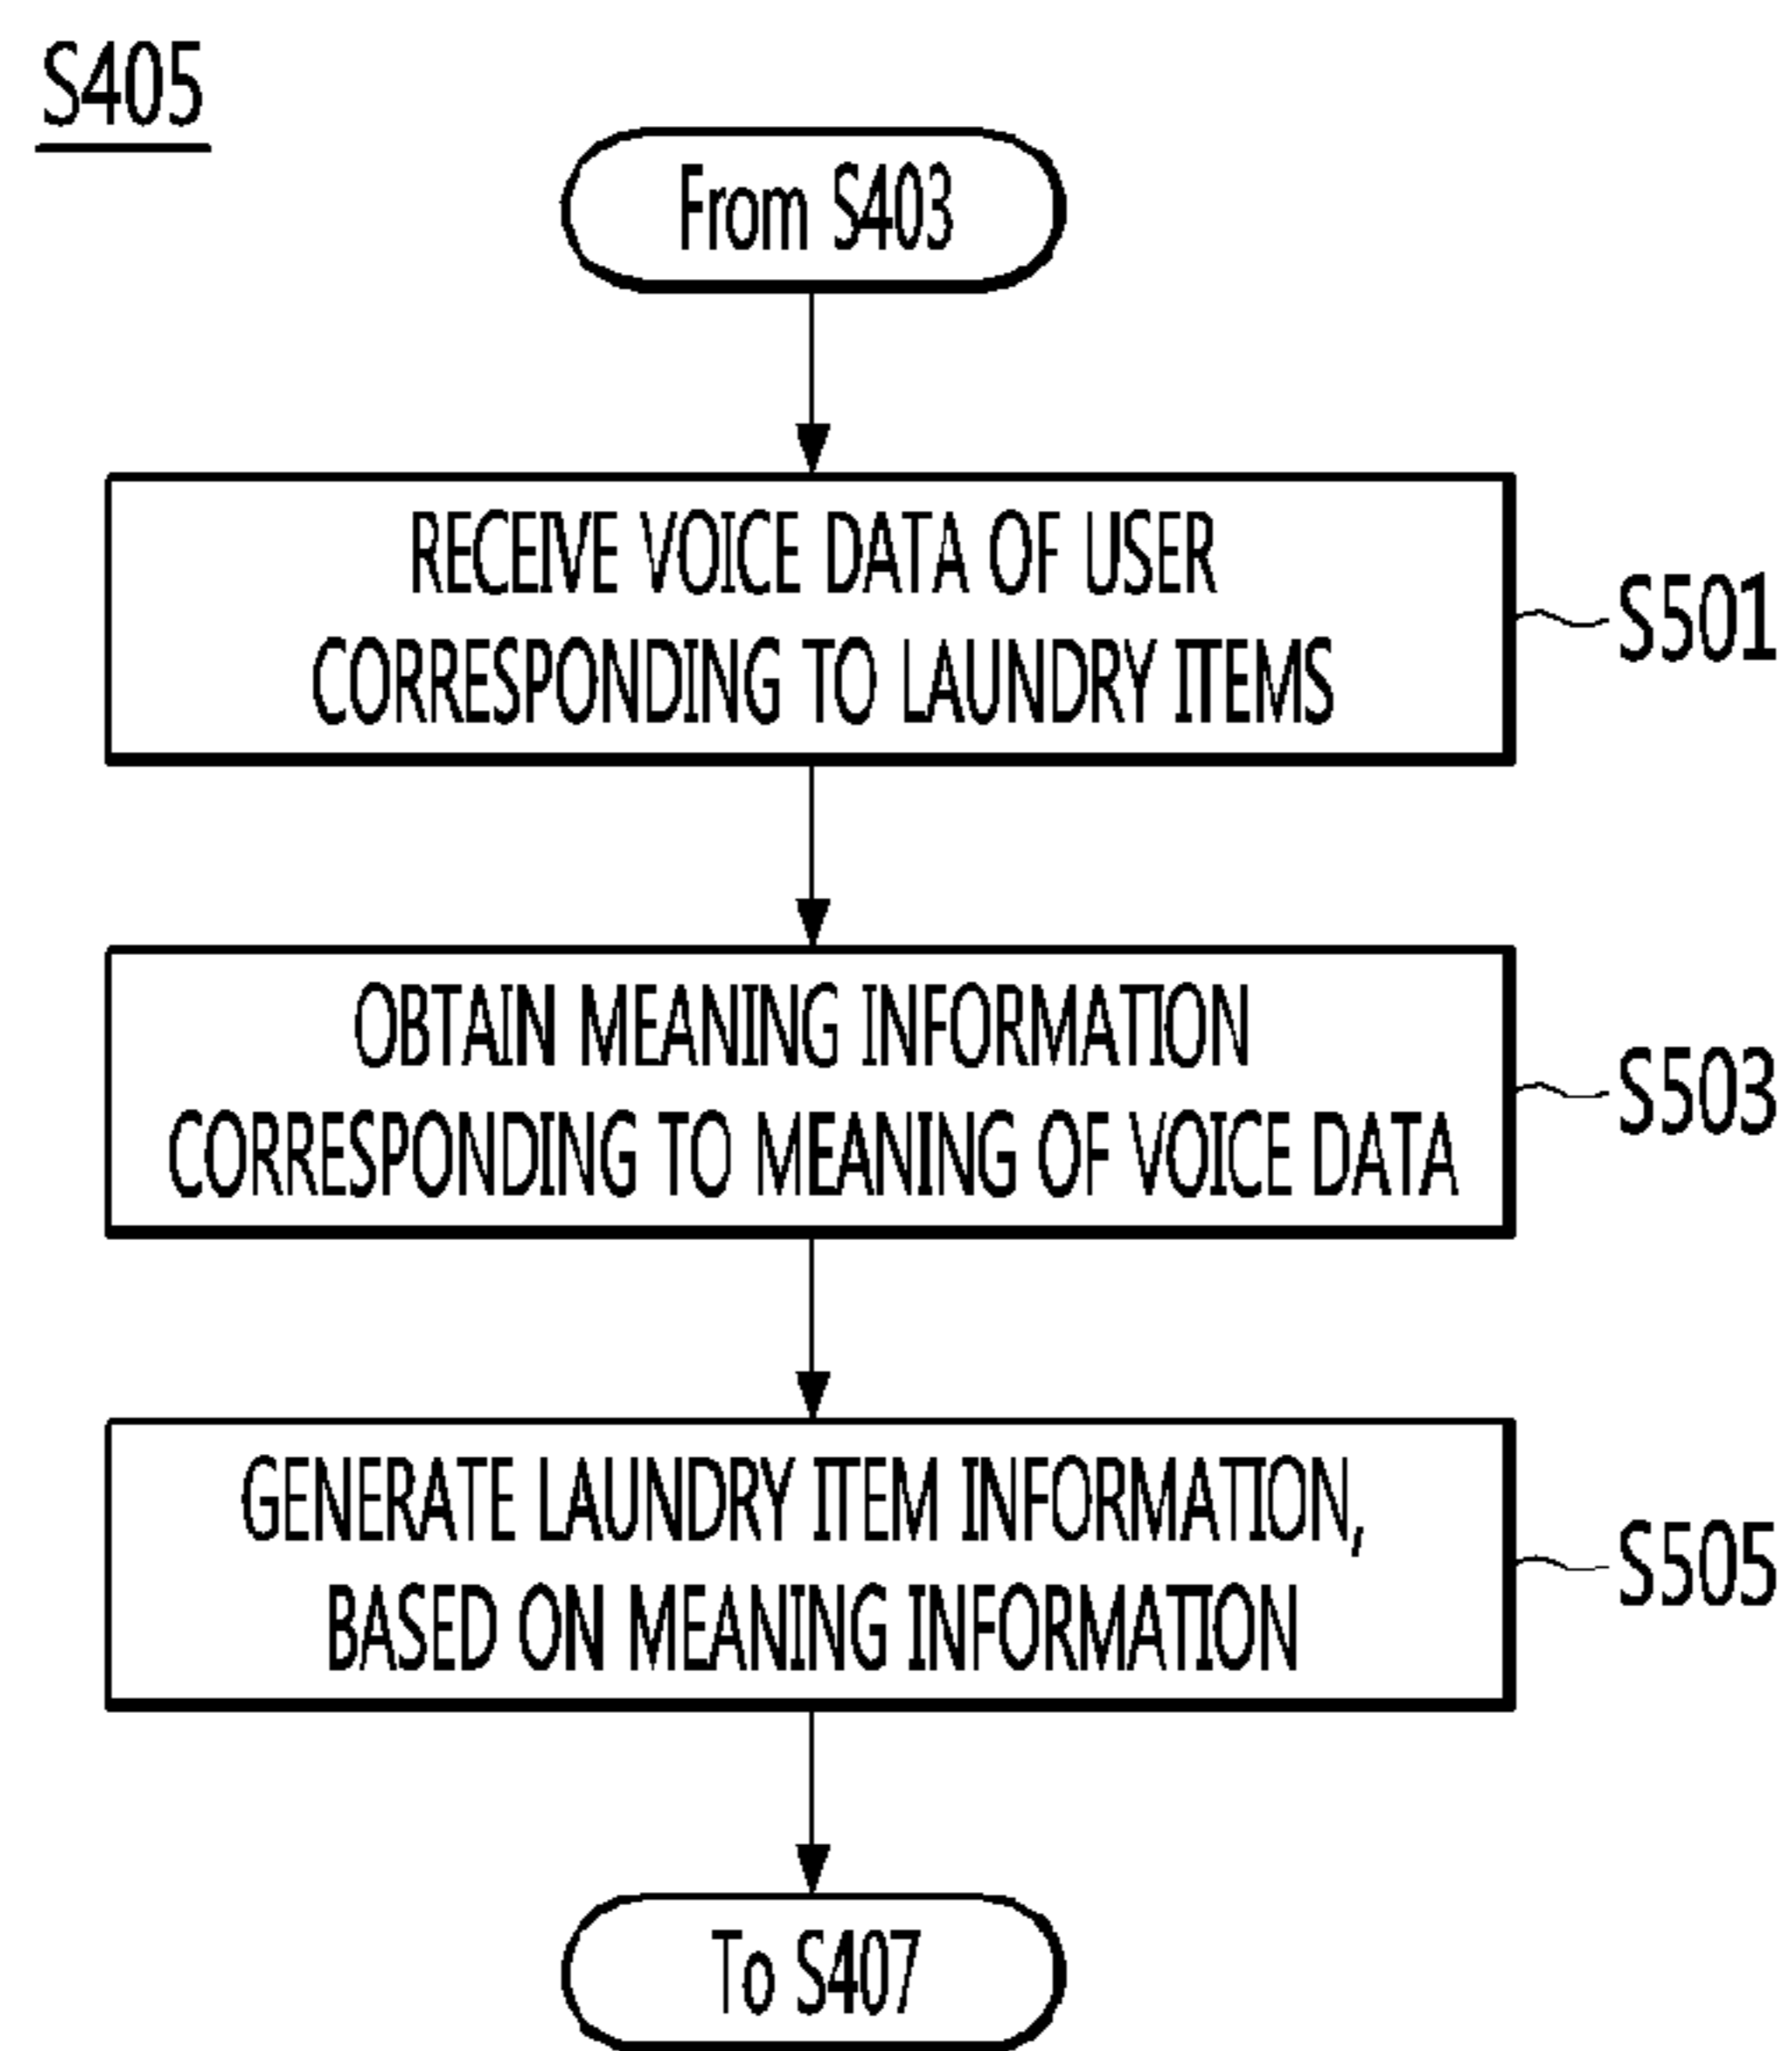 S405
From S403
RECEIVE VOICE DATA OF USER
CORRESPONDING TO LAUNDRY ITEMS
S501
OBTAIN MEANING INFORMATION
CORRESPONDING TO MEANING OF VOICE DATA
S503
GENERATE LAUNDRY ITEM INFORMATION,
BASED ON MEANING INFORMATION
S505
To S407